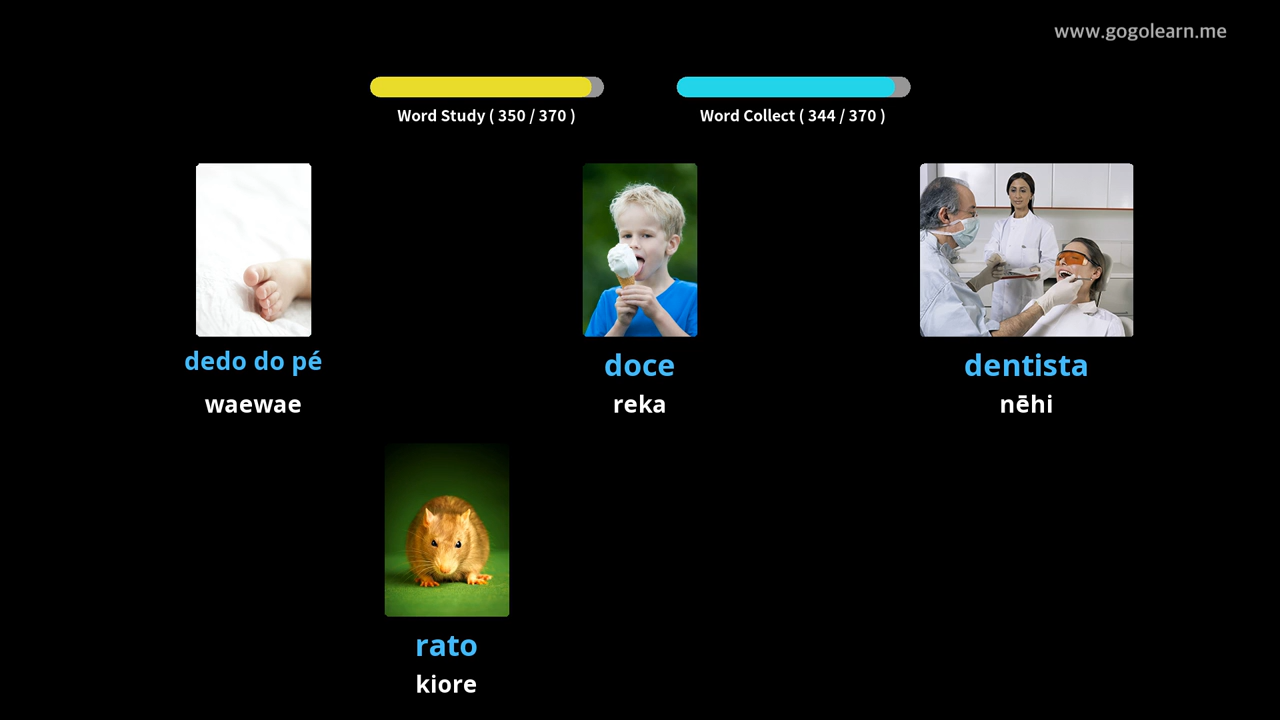 www.gogolearn.me
Word Study ( 350 / 370 )
Word Collect ( 344 / 370 )
dedo do pé
waewae
doce
reka
dentista
nēhi
rato
kiore